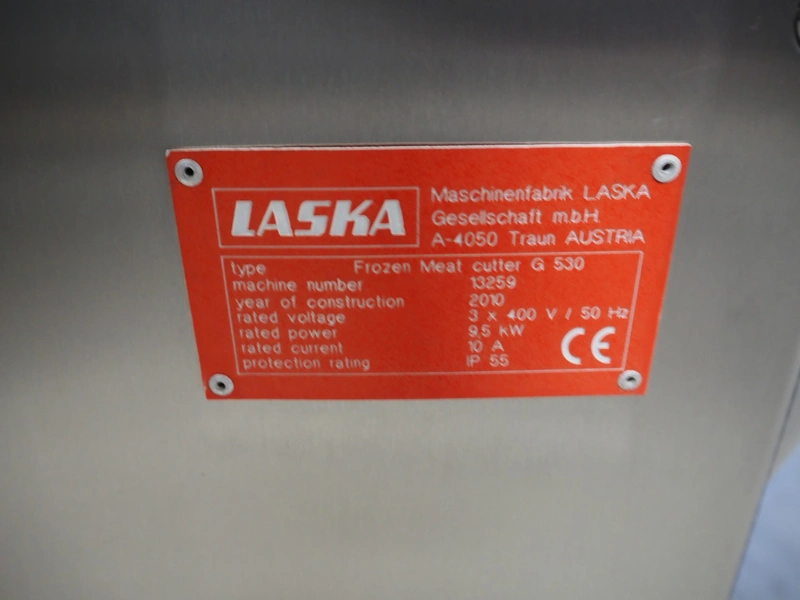 LASKA
Maschinenfabrik LASKA
Gesellschaft m.b.H.
A-4050 Traun AUSTRIA
type Frozen Meat cutter G 530
machine number 13259
year of construction 2010
rated voltage 3 x 400 V / 50 Hz
rated power 9,5 kW
rated current 10 A
protection rating IP 55
CE